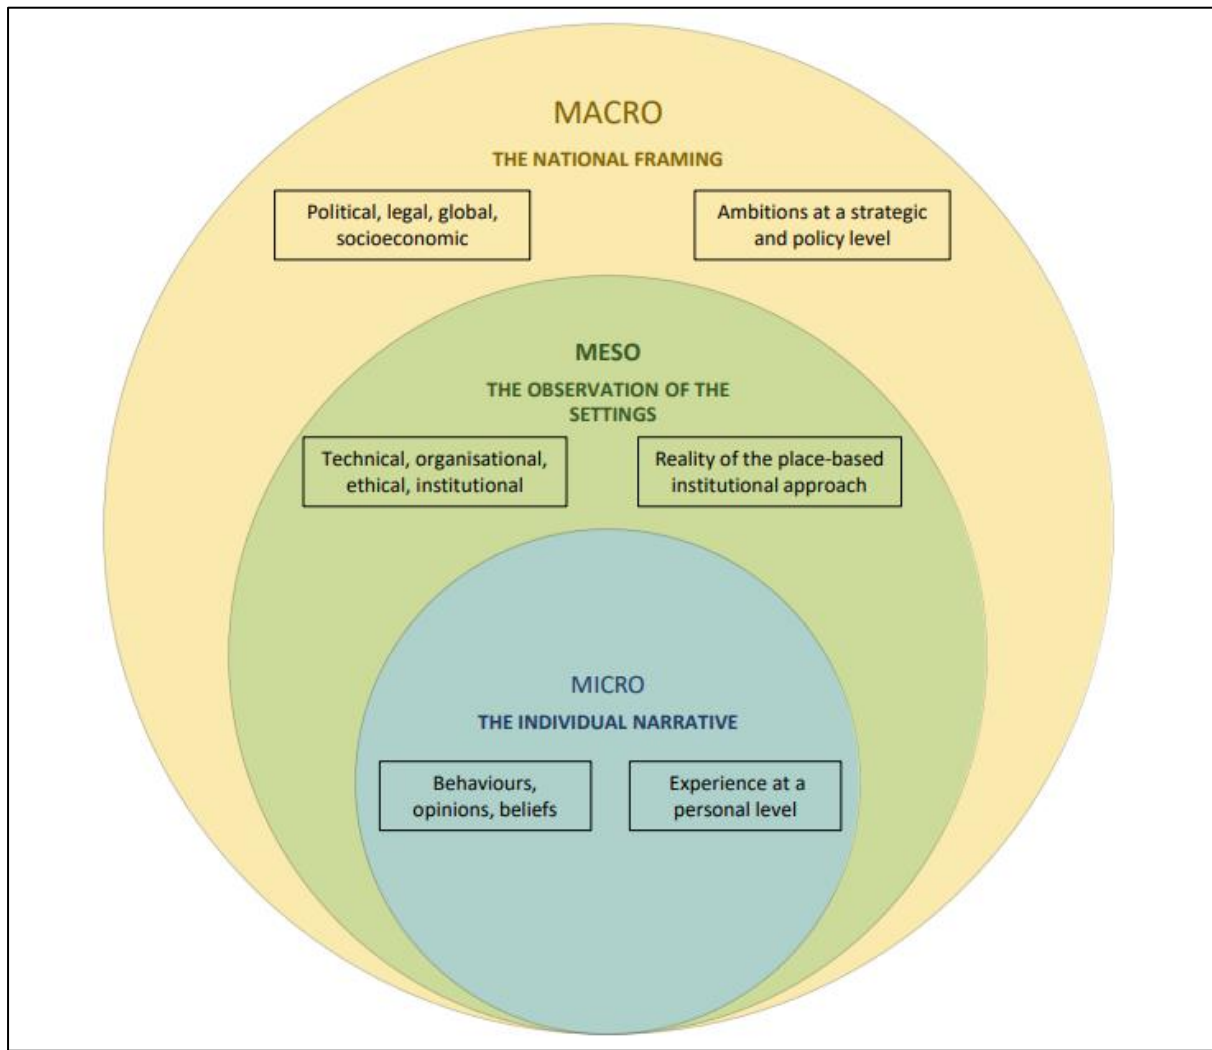 MACRO
THE NATIONAL FRAMING
Political, legal, global,
socioeconomic
Ambitions at a strategic
and policy level
MESO
THE OBSERVATION OF THE
SETTINGS
Technical, organisational,
ethical, institutional
Reality of the place-based
institutional approach
MICRO
THE INDIVIDUAL NARRATIVE
Behaviours,
opinions, beliefs
Experience at a
personal level